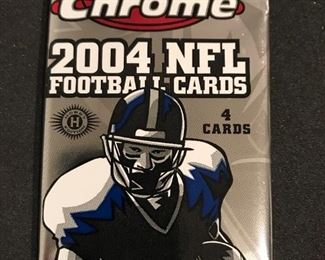 Chrome
2004 NFL
FOOTBALL CARDS
4
CARDS
H